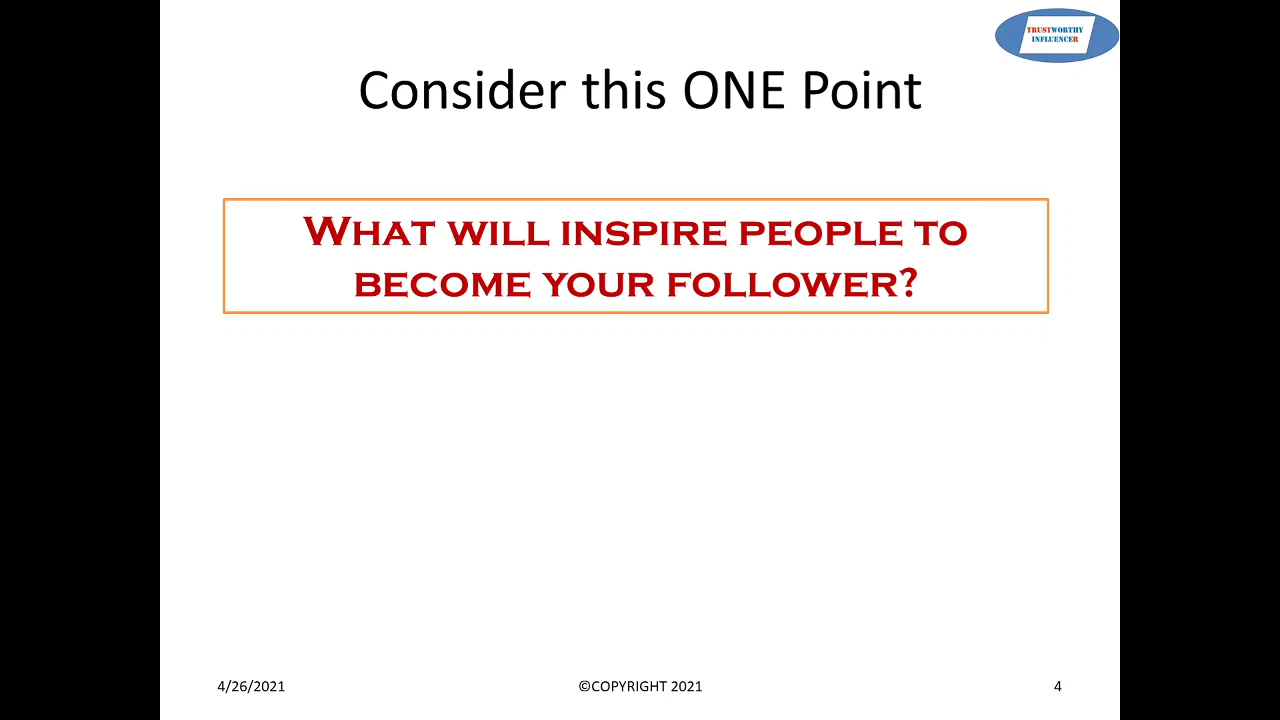 TRUSTWORTHY
INFLUENCER
Consider this ONE Point
WHAT WILL INSPIRE PEOPLE TO
BECOME YOUR FOLLOWER?
4/26/2021
©COPYRIGHT 2021
4